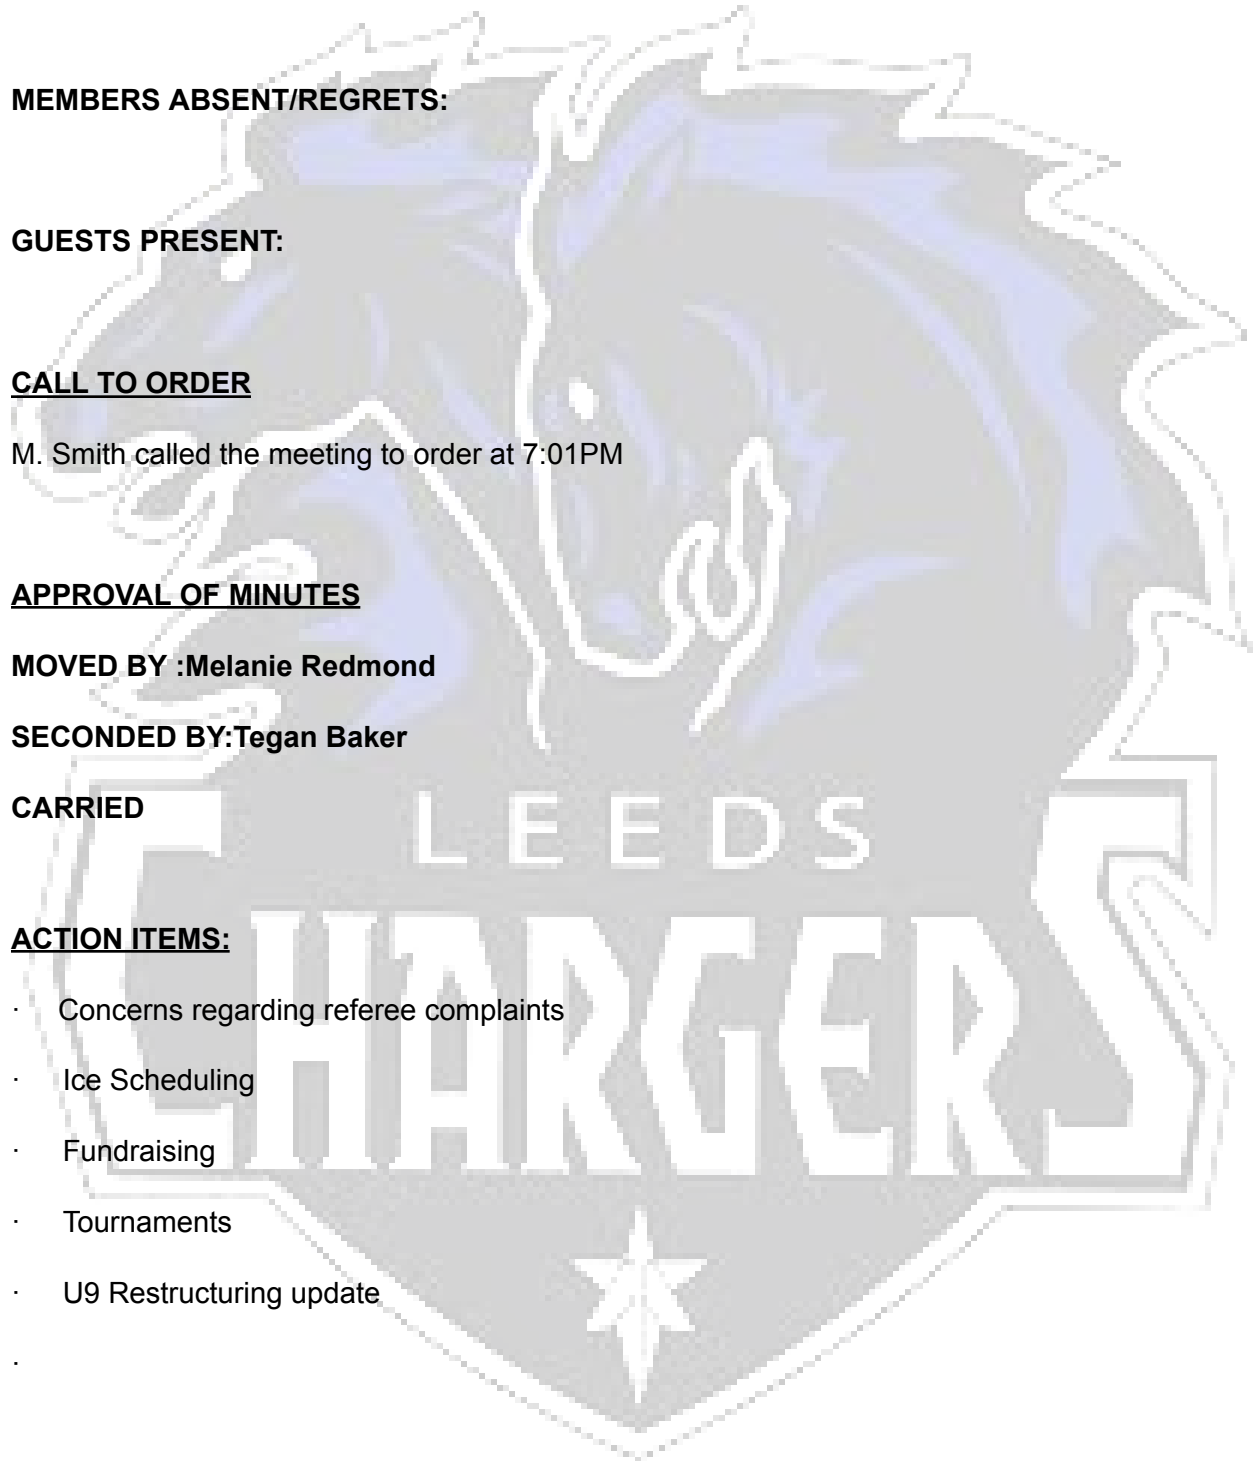 MEMBERS ABSENT/REGRETS:
GUESTS PRESENT:
CALL TO ORDER
M. Smith called the meeting to order at 7:01PM
APPROVAL OF MINUTES
MOVED BY :Melanie Redmond
SECONDED BY:Tegan Baker
CARRIED
LEEDS
CHARGERS
ACTION ITEMS:
· Concerns regarding referee complaints
· Ice Scheduling
· Fundraising
· Tournaments
· U9 Restructuring update
·